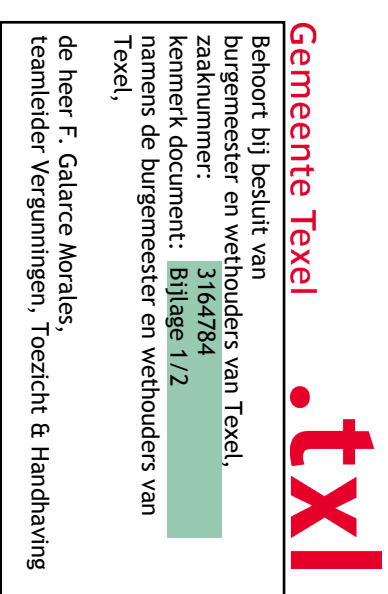 Gemeente Texel .txl
Behoort bij besluit van
burgemeester en wethouders van Texel,
zaaknummer: 3164784
kenmerk document: Bijlage 1/2
namens de burgemeester en wethouders van
Texel,
de heer F. Galarce Morales,
teamleider Vergunningen, Toezicht & Handhaving